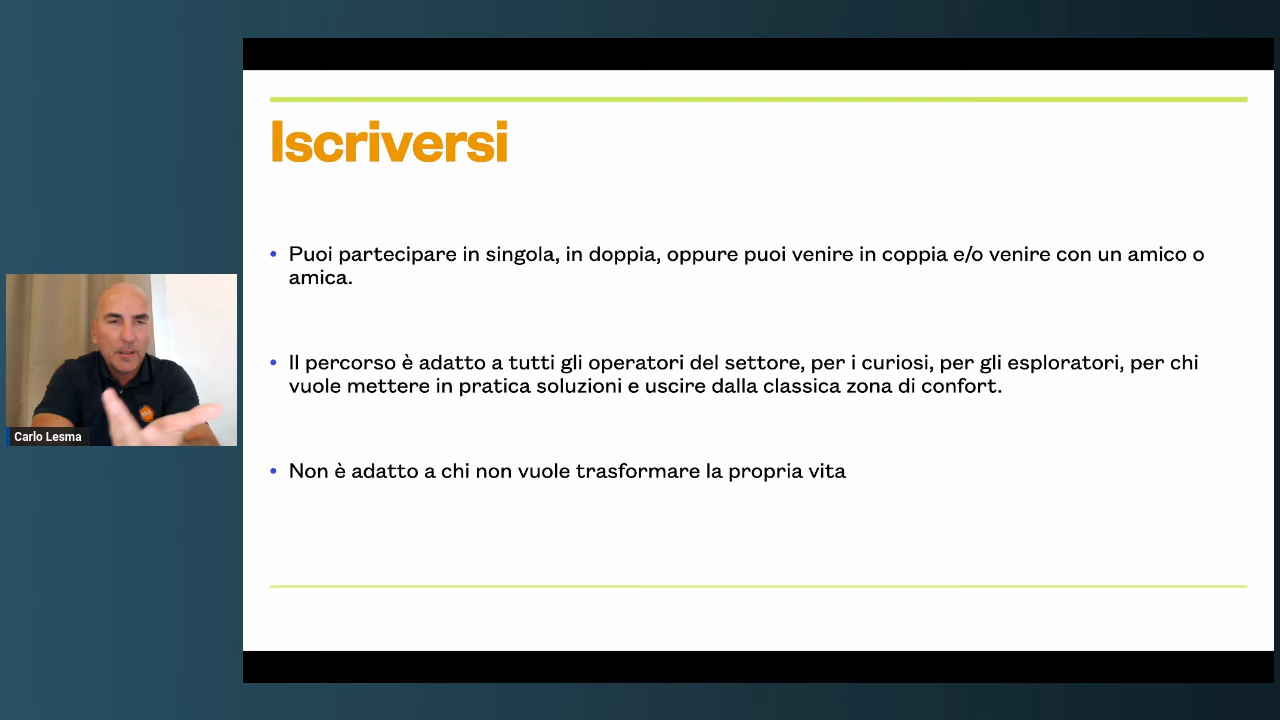 Iscriversi
• Puoi partecipare in singola, in doppia, oppure puoi venire in coppia e/o venire con un amico o
amica.
• Il percorso è adatto a tutti gli operatori del settore, per i curiosi, per gli esploratori, per chi
vuole mettere in pratica soluzioni e uscire dalla classica zona di confort.
Carlo Lesma
• Non è adatto a chi non vuole trasformare la propria vita